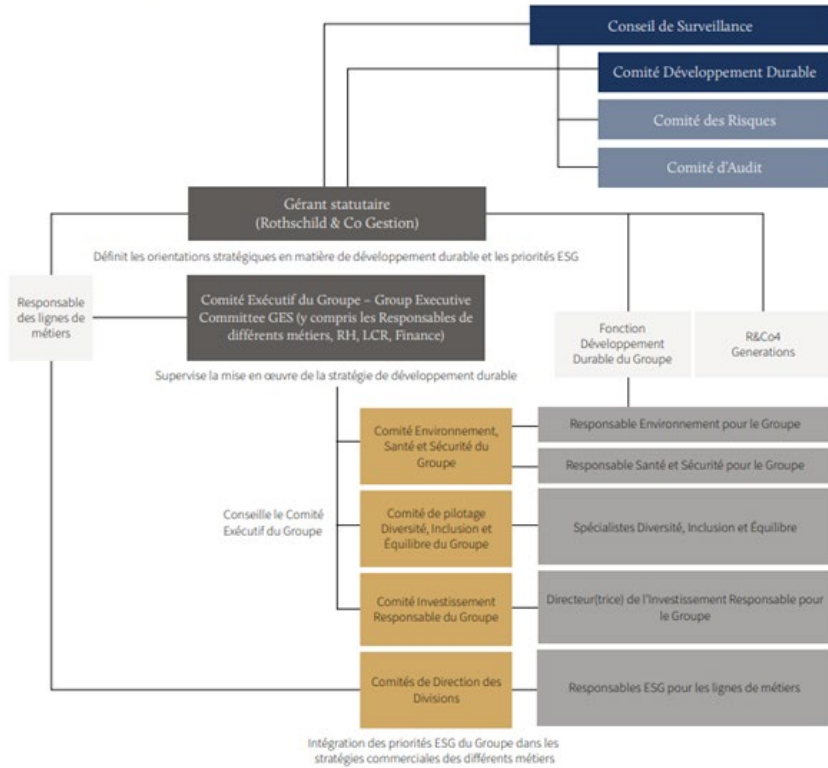 Conseil de Surveillance
Comité Développement Durable
Comité des Risques
Comité d'Audit
Gérant statutaire
(Rothschild & Co Gestion)
Définit les orientations stratégiques en matière de développement durable et les priorités ESG
Responsable
des lignes de
métiers
Comité Exécutif du Groupe – Group Executive
Committee GES (y compris les Responsables de
différents métiers, RH, LCR, Finance)
Supervise la mise en œuvre de la stratégie de développement durable
Fonction
Développement
Durable du Groupe
R&Co4
Generations
Comité Environnement,
Santé et Sécurité du
Groupe
Responsable Environnement pour le Groupe
Responsable Santé et Sécurité pour le Groupe
Conseille le Comité
Exécutif du Groupe
Comité de pilotage
Diversité, Inclusion et
Équilibre du Groupe
Spécialistes Diversité, Inclusion et Équilibre
Comité Investissement
Responsable du Groupe
Directeur(trice) de l'Investissement Responsable pour
le Groupe
Comités de Direction des
Divisions
Responsables ESG pour les lignes de métiers
Intégration des priorités ESG du Groupe dans les
stratégies commerciales des différents métiers